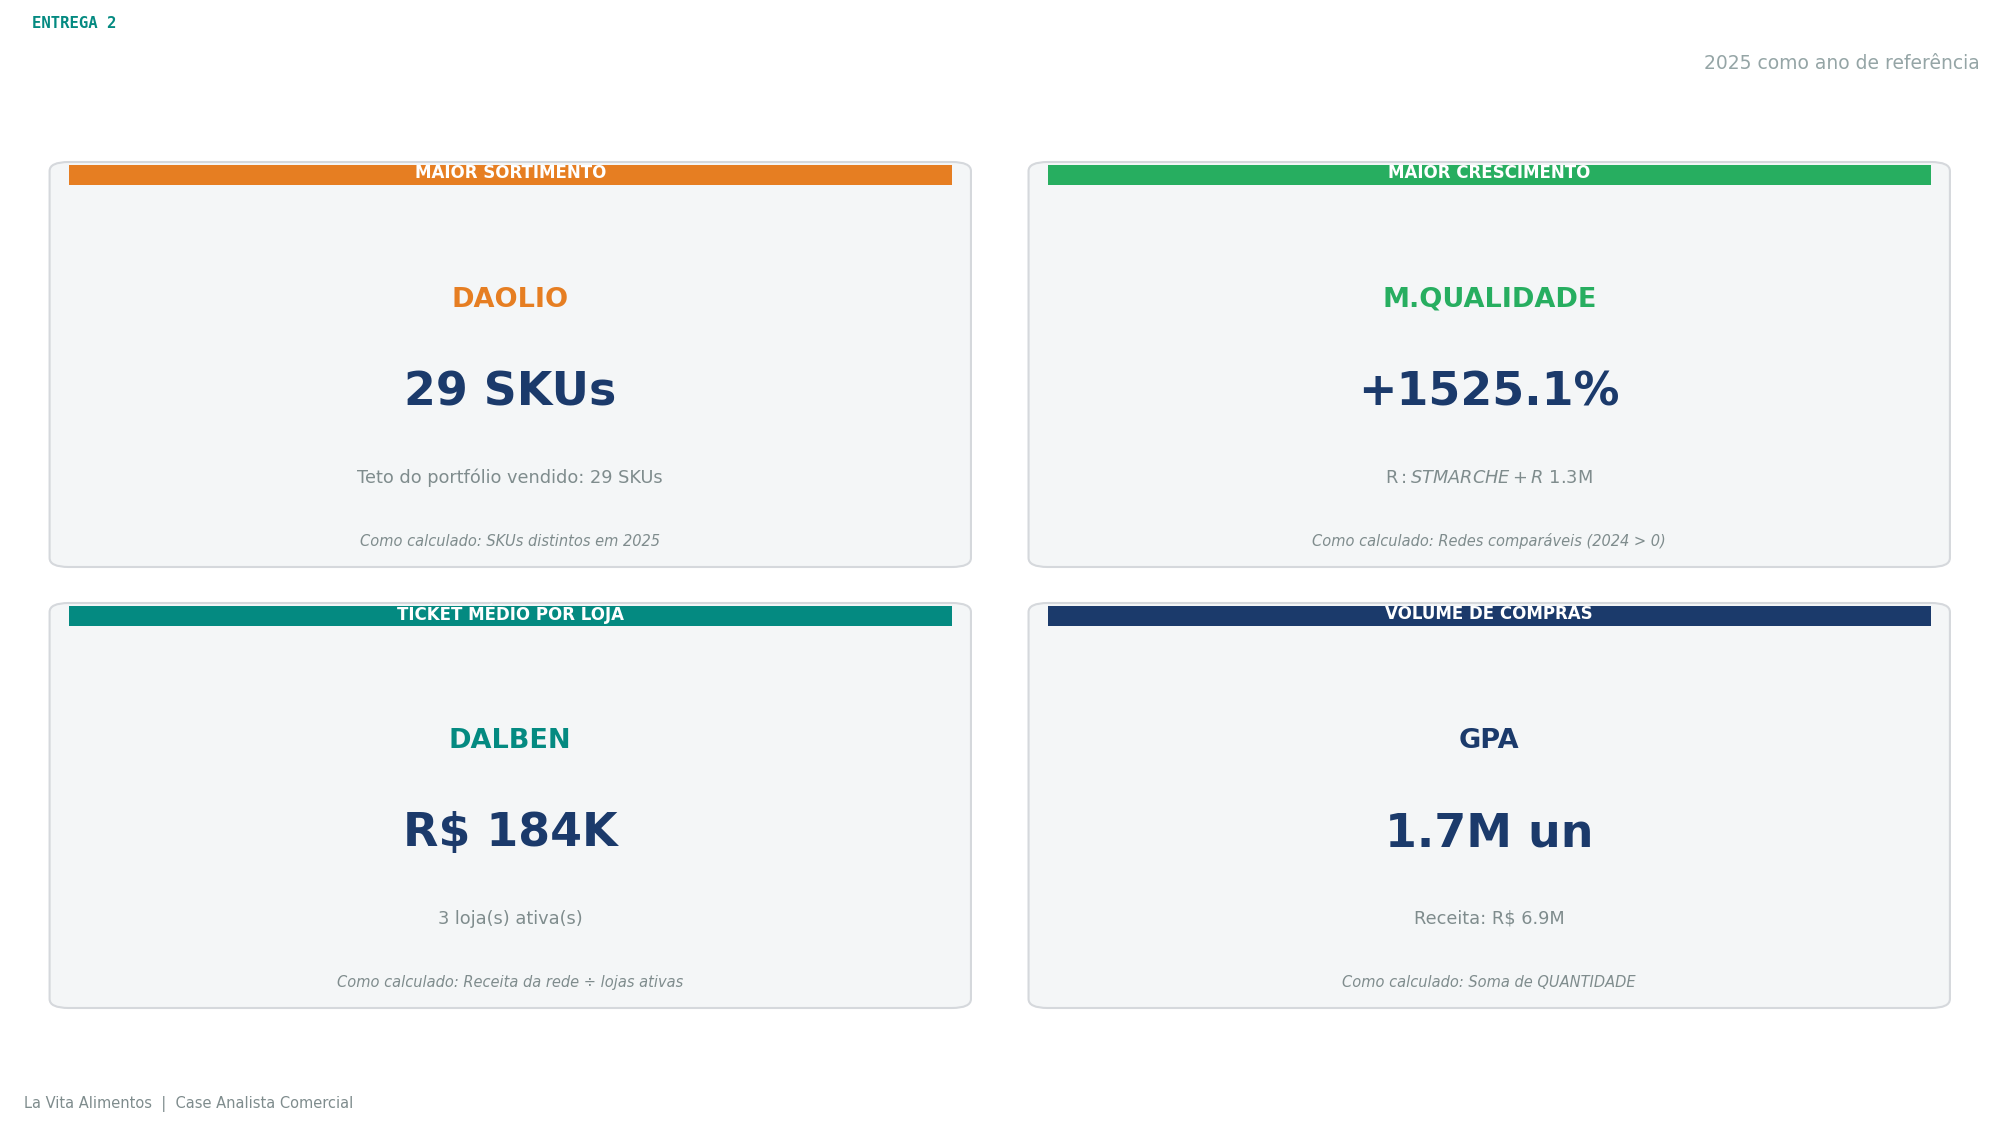 ENTREGA 2
2025 como ano de referência
MAIOR SORTIMENTO
DAOLIO
29 SKUs
Teto do portfólio vendido: 29 SKUs
Como calculado: SKUs distintos em 2025
MAIOR CRESCIMENTO
M.QUALIDADE
+1525.1%
R: STMARCHE + R 1.3M
Como calculado: Redes comparáveis (2024 > 0)
TICKET MÉDIO POR LOJA
DALBEN
R$ 184K
3 loja(s) ativa(s)
Como calculado: Receita da rede ÷ lojas ativas
VOLUME DE COMPRAS
GPA
1.7M un
Receita: R$ 6.9M
Como calculado: Soma de QUANTIDADE
La Vita Alimentos | Case Analista Comercial